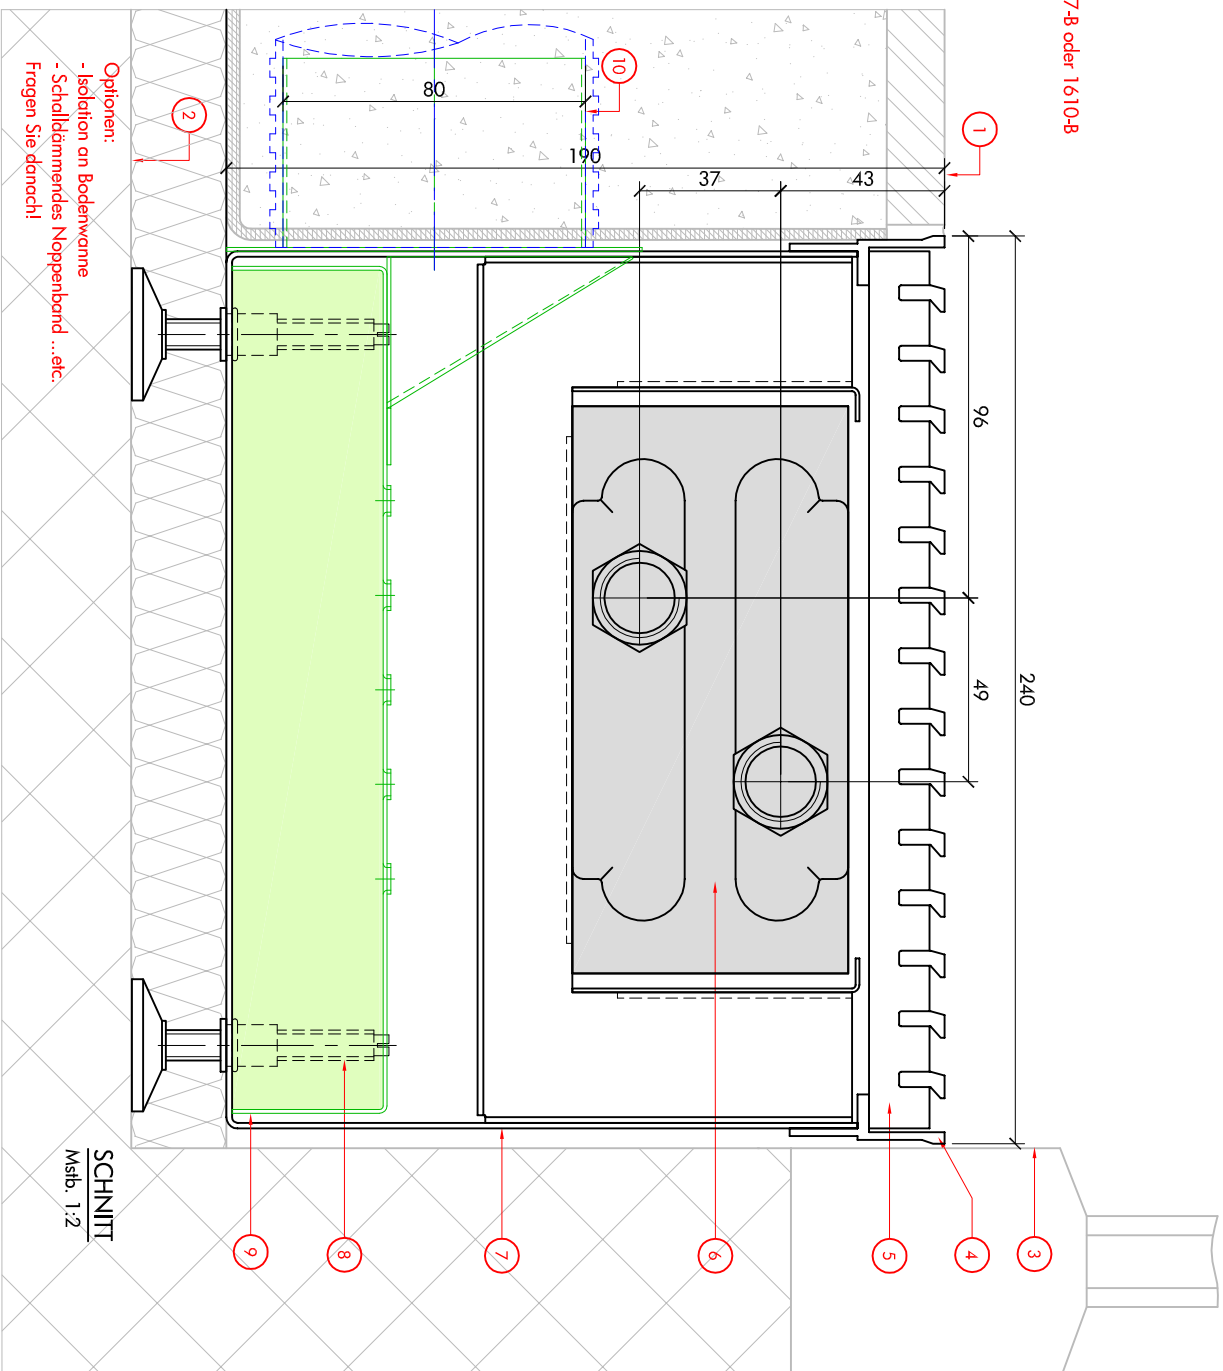 7-B oder 1610-B
1
2
3
4
5
6
7
8
9
10
80
190
37
43
96
49
240
Optionen:
- Isolation an Bodenwanne
- Schalldämmendes Noppenband ...etc.
Fragen Sie danach!
SCHNITT
Mstb. 1:2